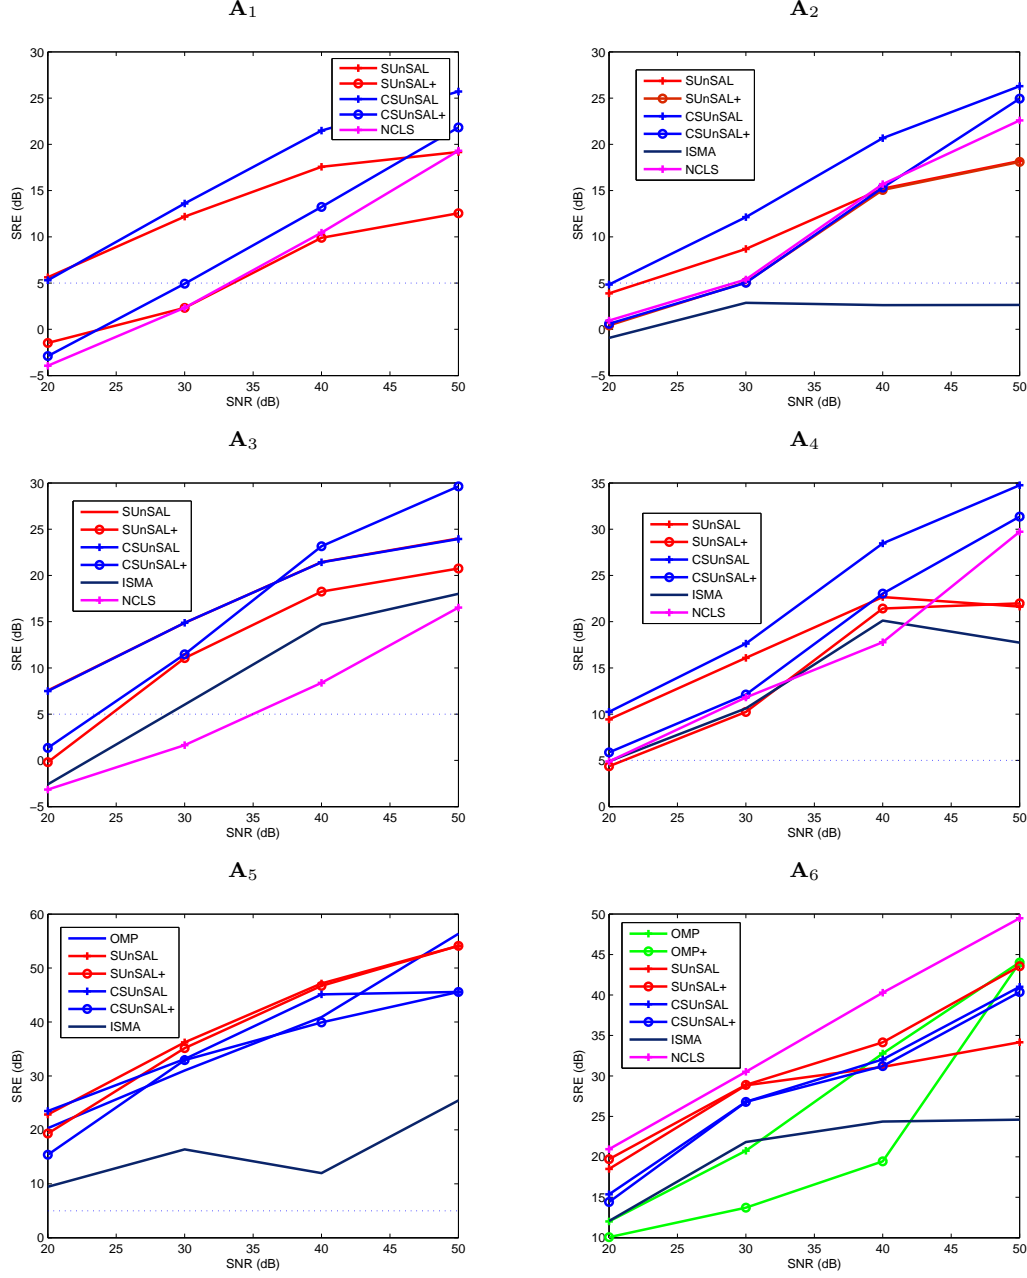 A1
30
25
20
15
10
5
0
−5
SRE (dB)
20 25 30 35 40 45 50
SNR (dB)
SUnSAL
SUnSAL+
CSUnSAL
CSUnSAL+
NCLS
A2
30
25
20
15
10
5
0
−5
SRE (dB)
20 25 30 35 40 45 50
SNR (dB)
SUnSAL
SUnSAL+
CSUnSAL
CSUnSAL+
ISMA
NCLS
A3
30
25
20
15
10
5
0
−5
SRE (dB)
20 25 30 35 40 45 50
SNR (dB)
SUnSAL
SUnSAL+
CSUnSAL
CSUnSAL+
ISMA
NCLS
A4
35
30
25
20
15
10
5
0
SRE (dB)
20 25 30 35 40 45 50
SNR (dB)
SUnSAL
SUnSAL+
CSUnSAL
CSUnSAL+
ISMA
NCLS
A5
60
50
40
30
20
10
0
SRE (dB)
20 25 30 35 40 45 50
SNR (dB)
OMP
SUnSAL
SUnSAL+
CSUnSAL
CSUnSAL+
ISMA
A6
50
45
40
35
30
25
20
15
10
SRE (dB)
20 25 30 35 40 45 50
SNR (dB)
OMP
OMP+
SUnSAL
SUnSAL+
CSUnSAL
CSUnSAL+
ISMA
NCLS